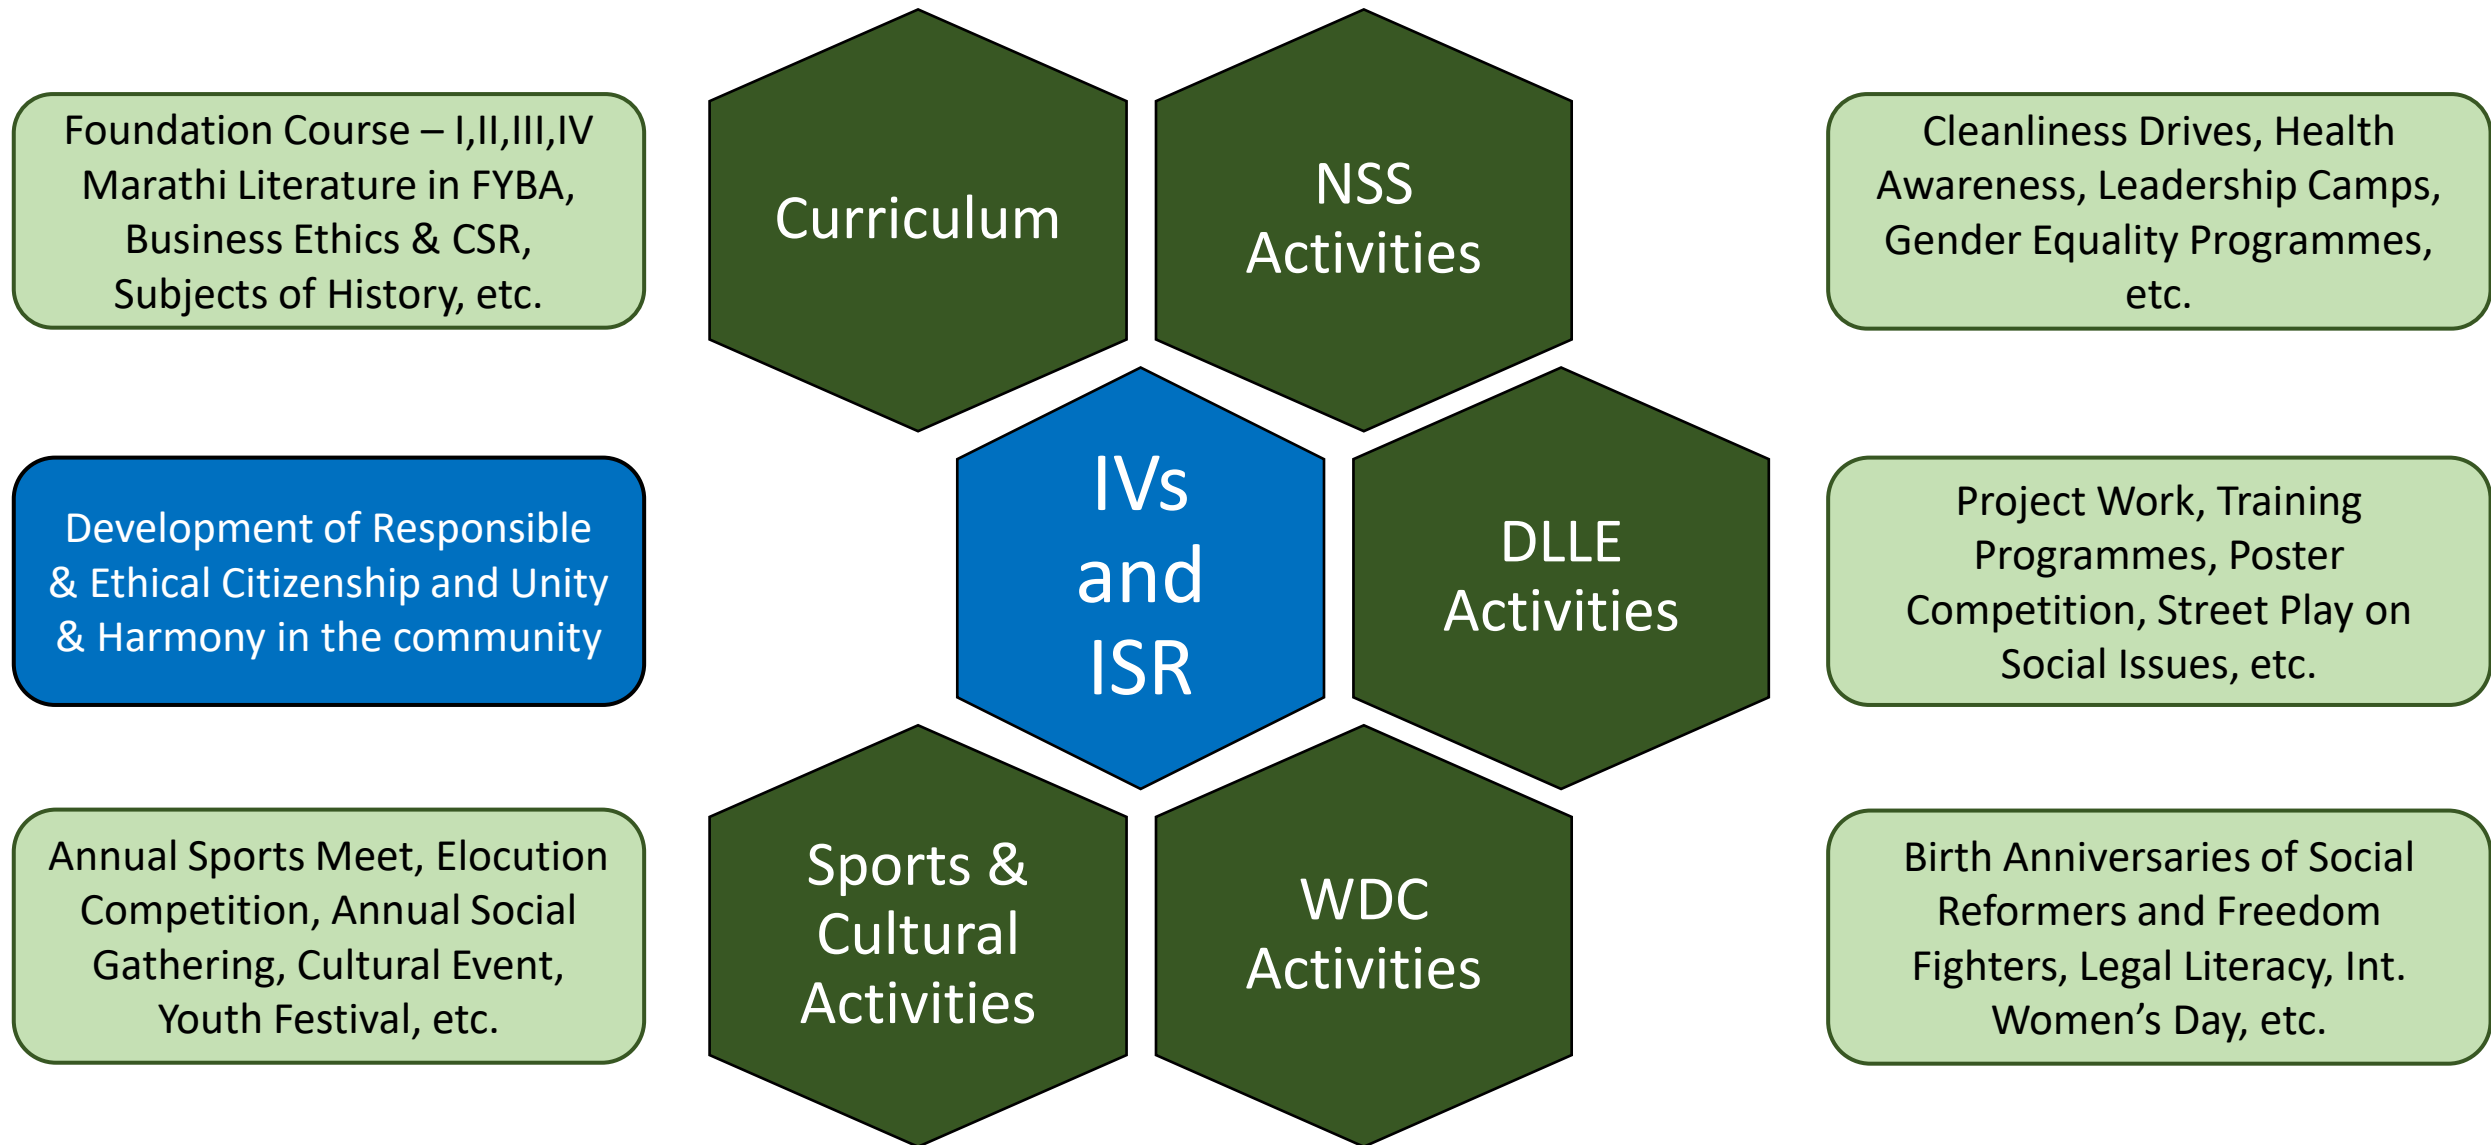 Foundation Course – I,II,III,IV
Marathi Literature in FYBA,
Business Ethics & CSR,
Subjects of History, etc.
Curriculum
NSS
Activities
Cleanliness Drives, Health
Awareness, Leadership Camps,
Gender Equality Programmes,
etc.
Development of Responsible
& Ethical Citizenship and Unity
& Harmony in the community
IVs
and
ISR
DLLE
Activities
Project Work, Training
Programmes, Poster
Competition, Street Play on
Social Issues, etc.
Annual Sports Meet, Elocution
Competition, Annual Social
Gathering, Cultural Event,
Youth Festival, etc.
Sports &
Cultural
Activities
WDC
Activities
Birth Anniversaries of Social
Reformers and Freedom
Fighters, Legal Literacy, Int.
Women’s Day, etc.